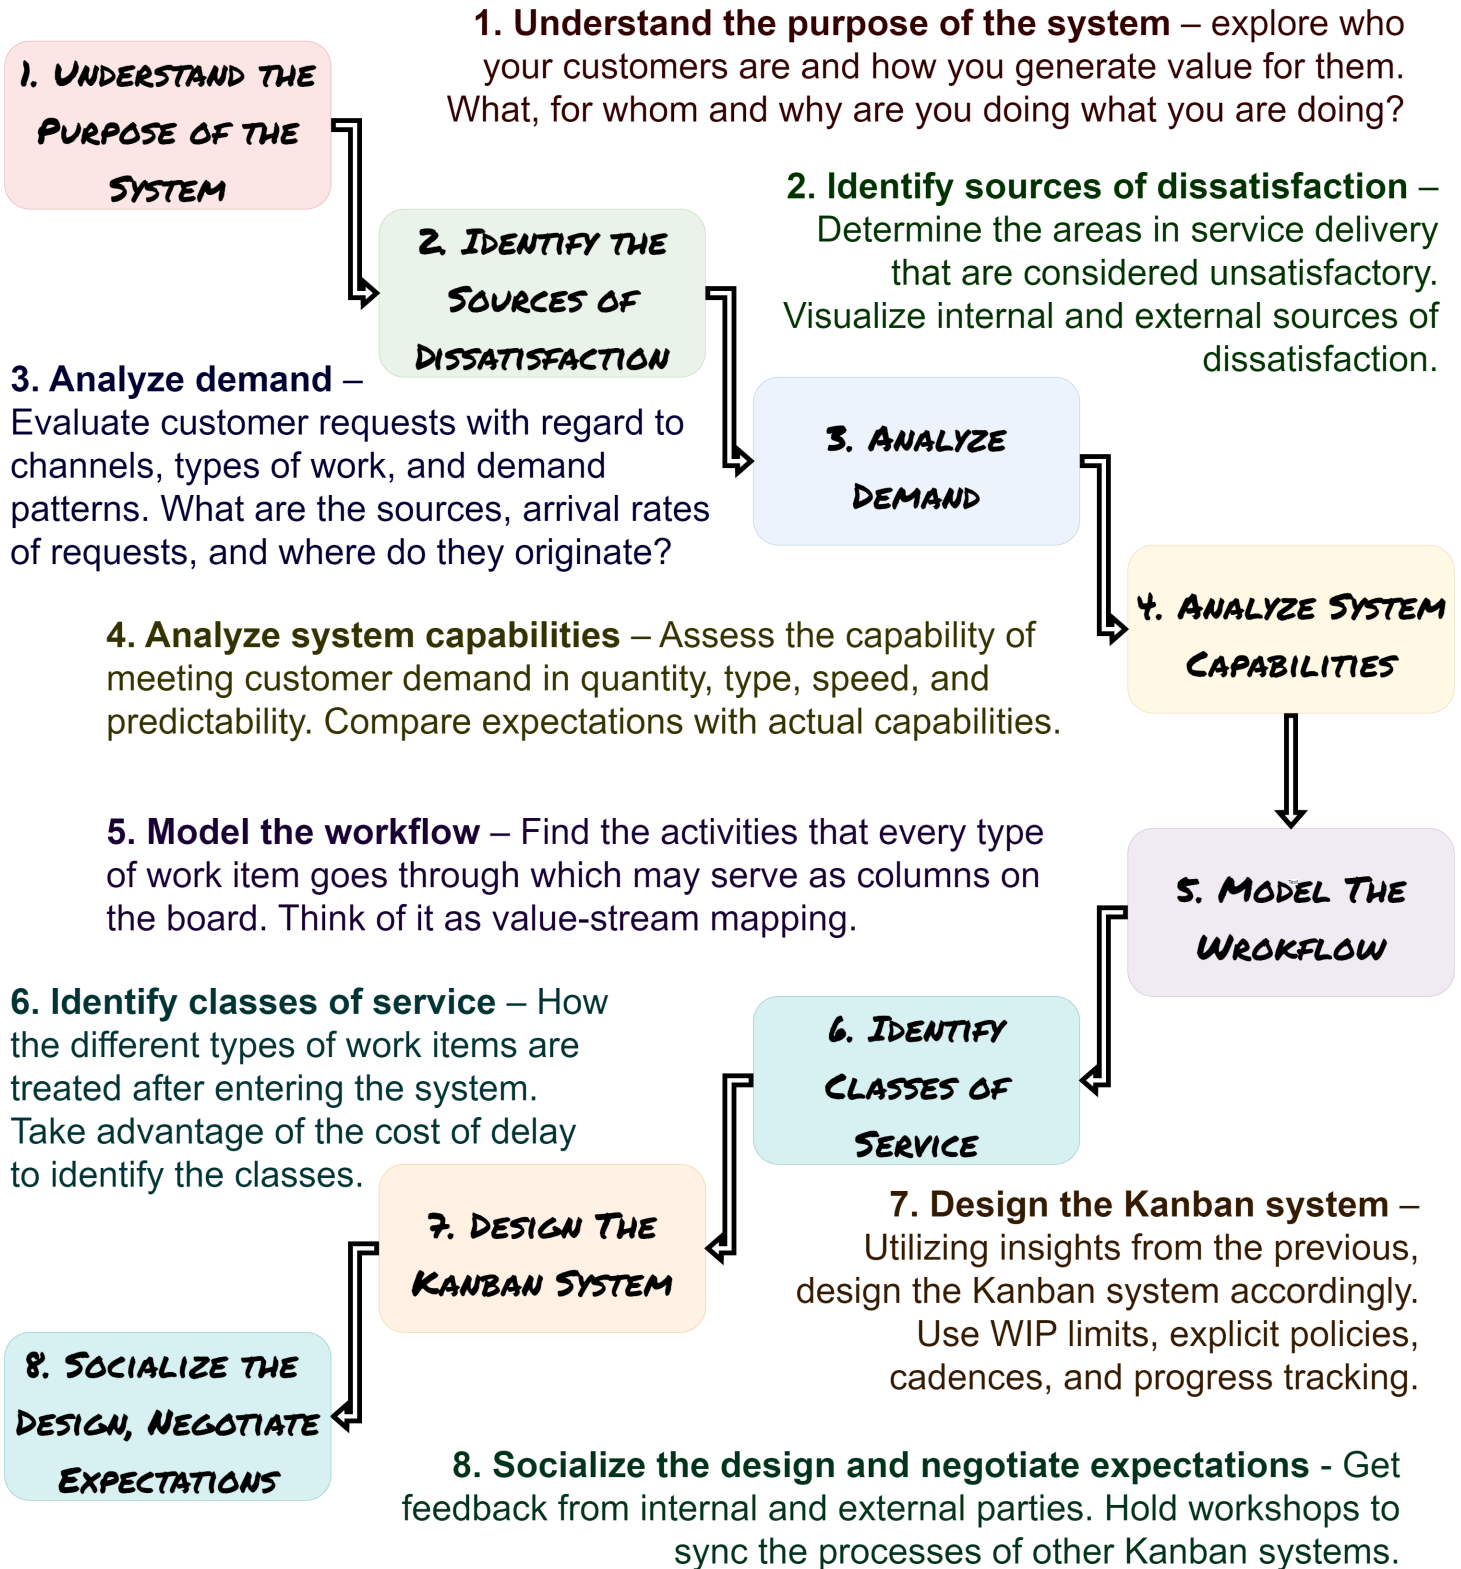 1. Understand the purpose of the system – explore who
your customers are and how you generate value for them.
What, for whom and why are you doing what you are doing?
1. Understand the
Purpose of the
System
2. Identify sources of dissatisfaction –
Determine the areas in service delivery
that are considered unsatisfactory.
Visualize internal and external sources of
dissatisfaction.
2. Identify the
Sources of
Dissatisfaction
3. Analyze demand –
Evaluate customer requests with regard to
channels, types of work, and demand
patterns. What are the sources, arrival rates
of requests, and where do they originate?
3. Analyze
Demand
4. Analyze System
Capabilities
4. Analyze system capabilities – Assess the capability of
meeting customer demand in quantity, type, speed, and
predictability. Compare expectations with actual capabilities.
5. Model the workflow – Find the activities that every type
of work item goes through which may serve as columns on
the board. Think of it as value-stream mapping.
5. Model The
Wrokflow
6. Identify classes of service – How
the different types of work items are
treated after entering the system.
Take advantage of the cost of delay
to identify the classes.
6. Identify
Classes of
Service
7. Design The
Kanban System
7. Design the Kanban system –
Utilizing insights from the previous,
design the Kanban system accordingly.
Use WIP limits, explicit policies,
cadences, and progress tracking.
8. Socialize the
Design, Negotiate
Expectations
8. Socialize the design and negotiate expectations - Get
feedback from internal and external parties. Hold workshops to
sync the processes of other Kanban systems.